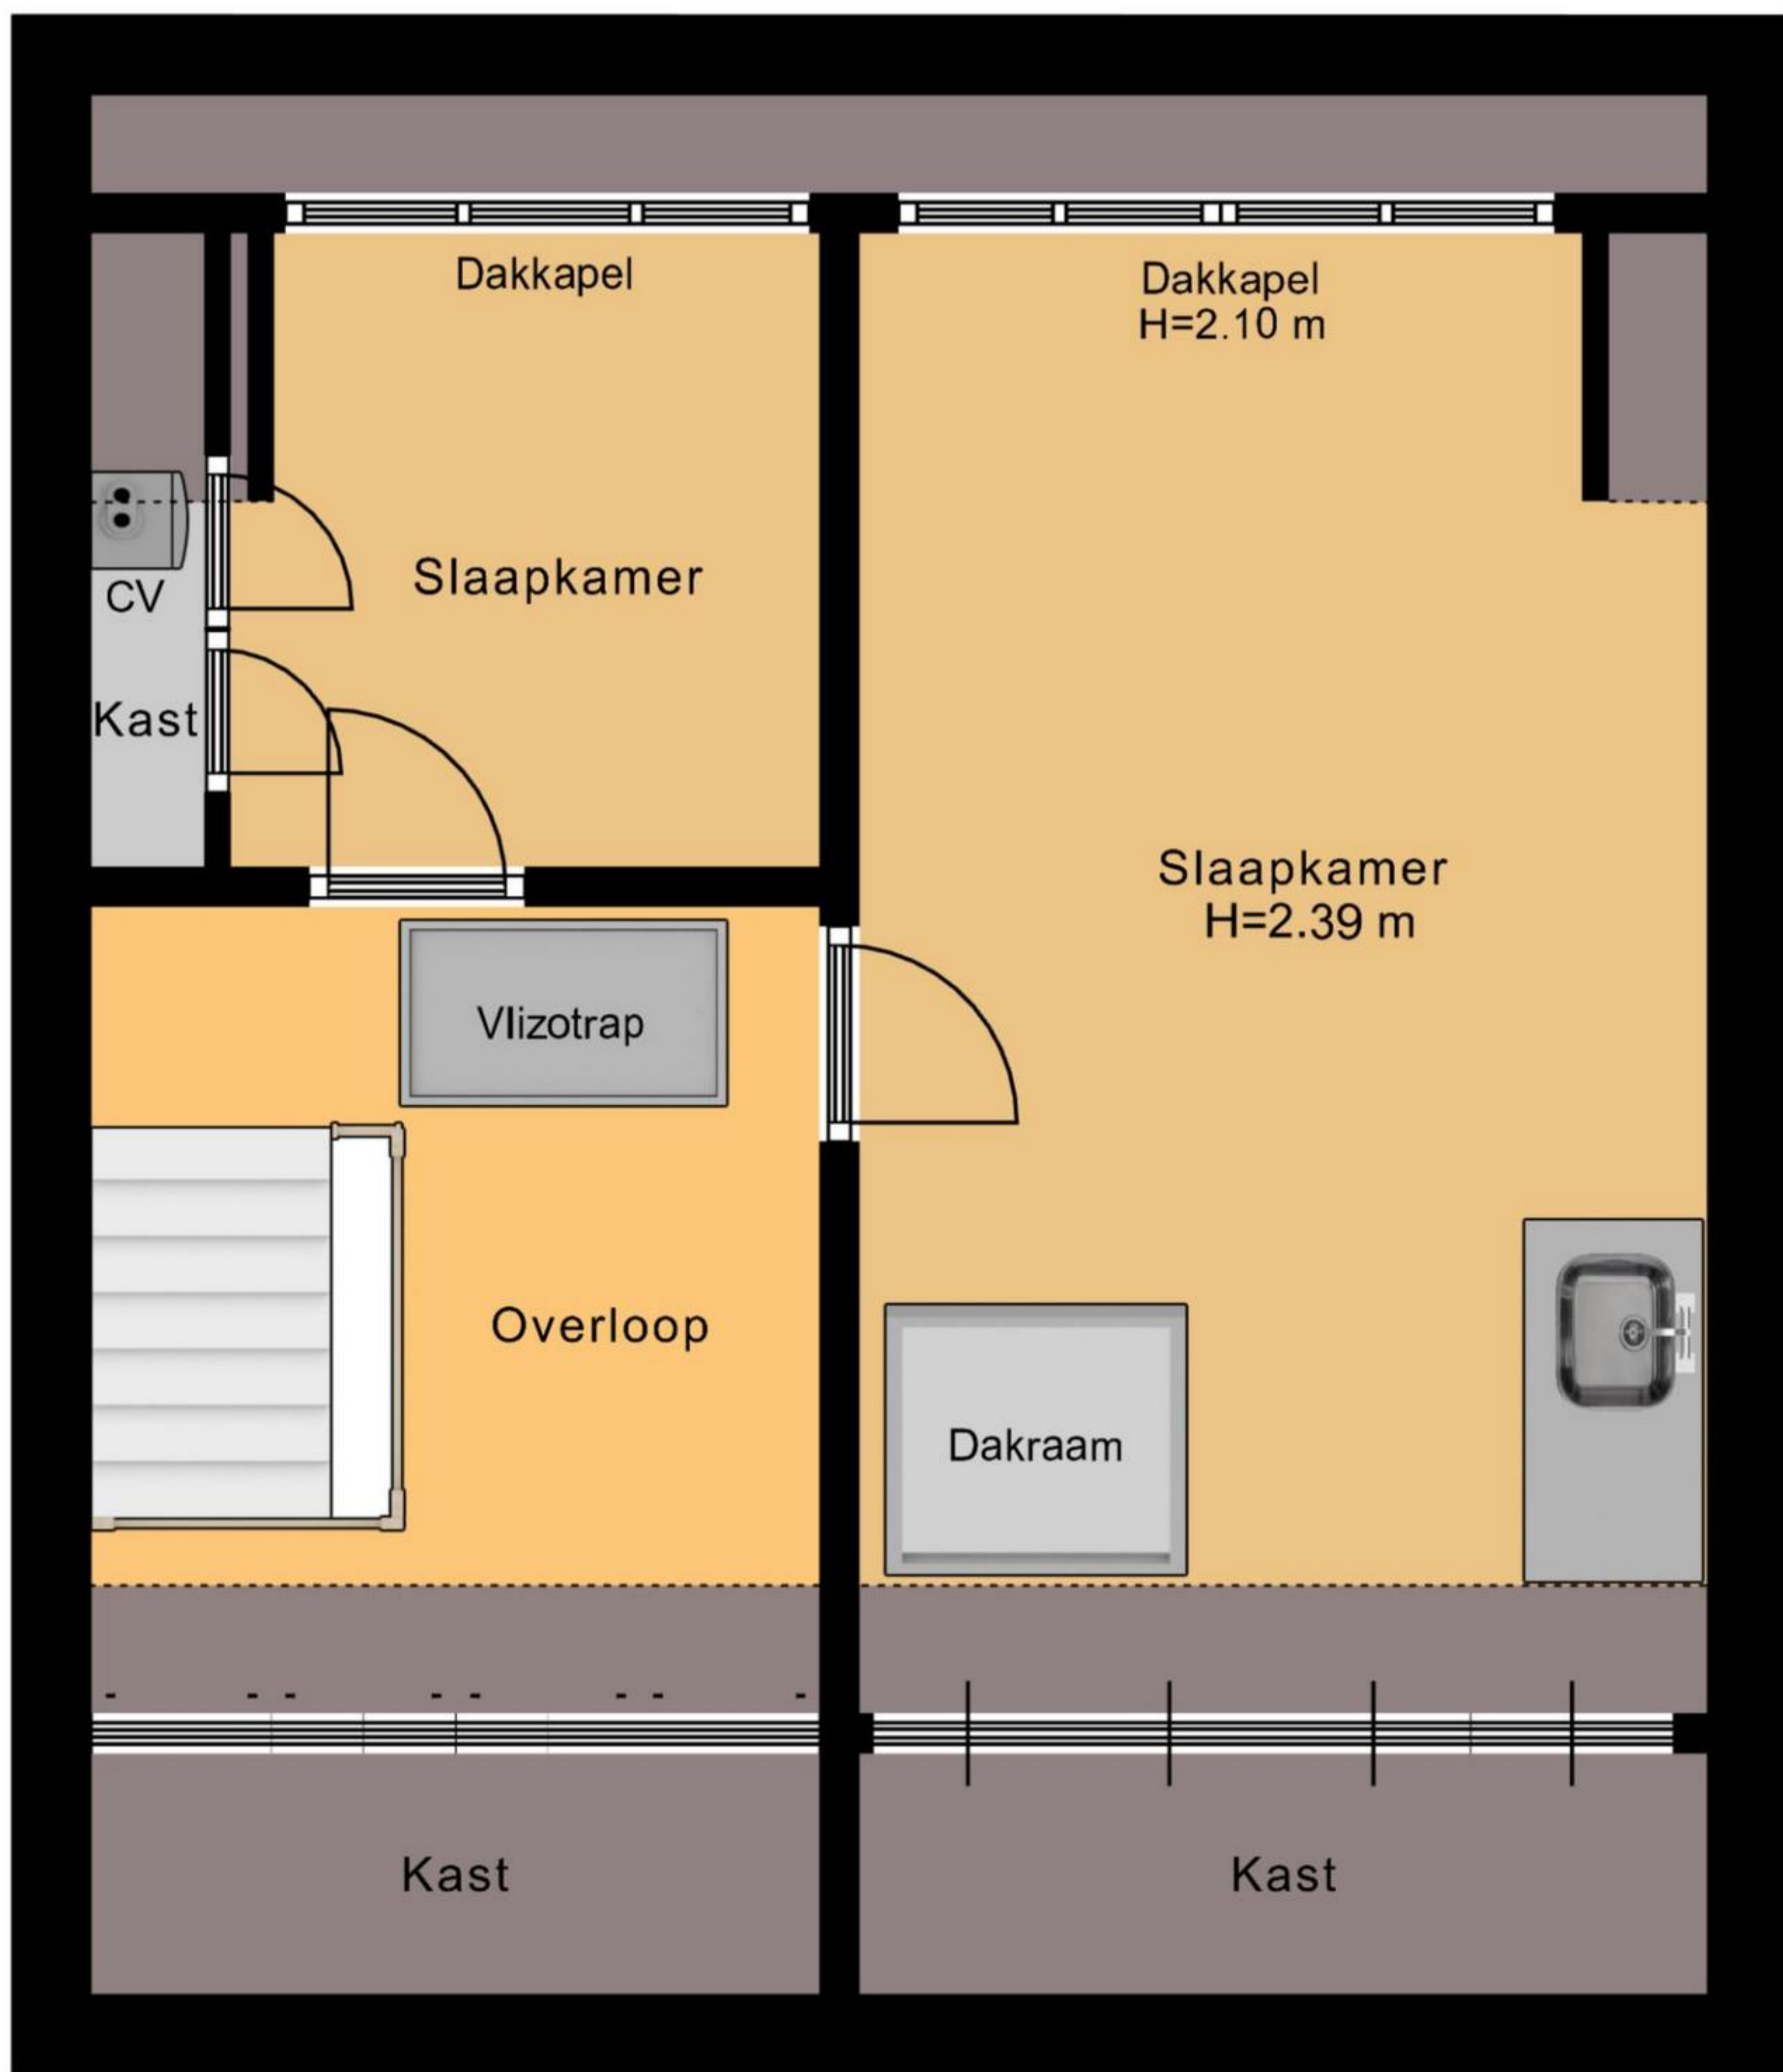 Dakkapel
Dakkapel
H=2.10 m
Slaapkamer
CV
Kast
Slaapkamer
H=2.39 m
Vlizotrap
Overloop
Dakraam
Kast
Kast